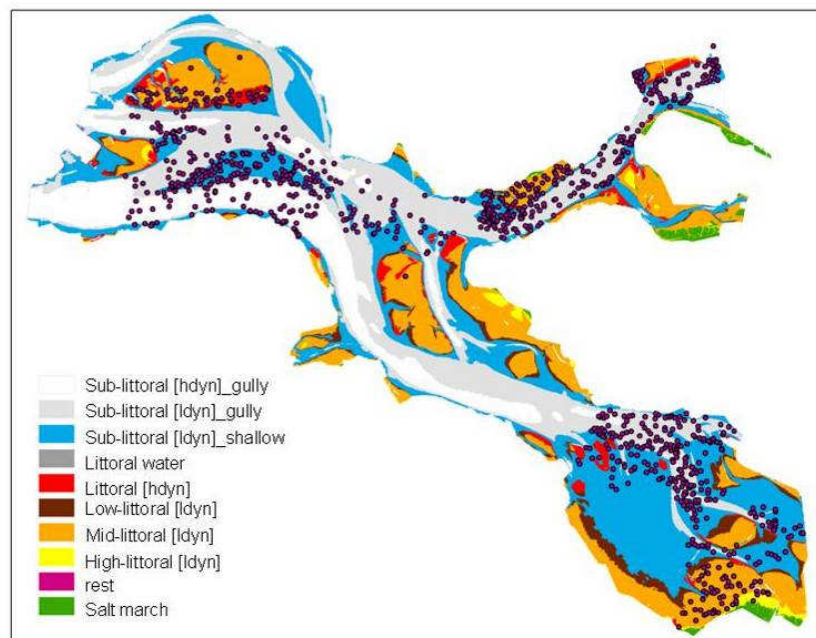 Sub-littoral [hdyn]_gully
Sub-littoral [ldyn]_gully
Sub-littoral [ldyn]_shallow
Littoral water
Littoral [hdyn]
Low-littoral [ldyn]
Mid-littoral [ldyn]
High-littoral [ldyn]
rest
Salt march